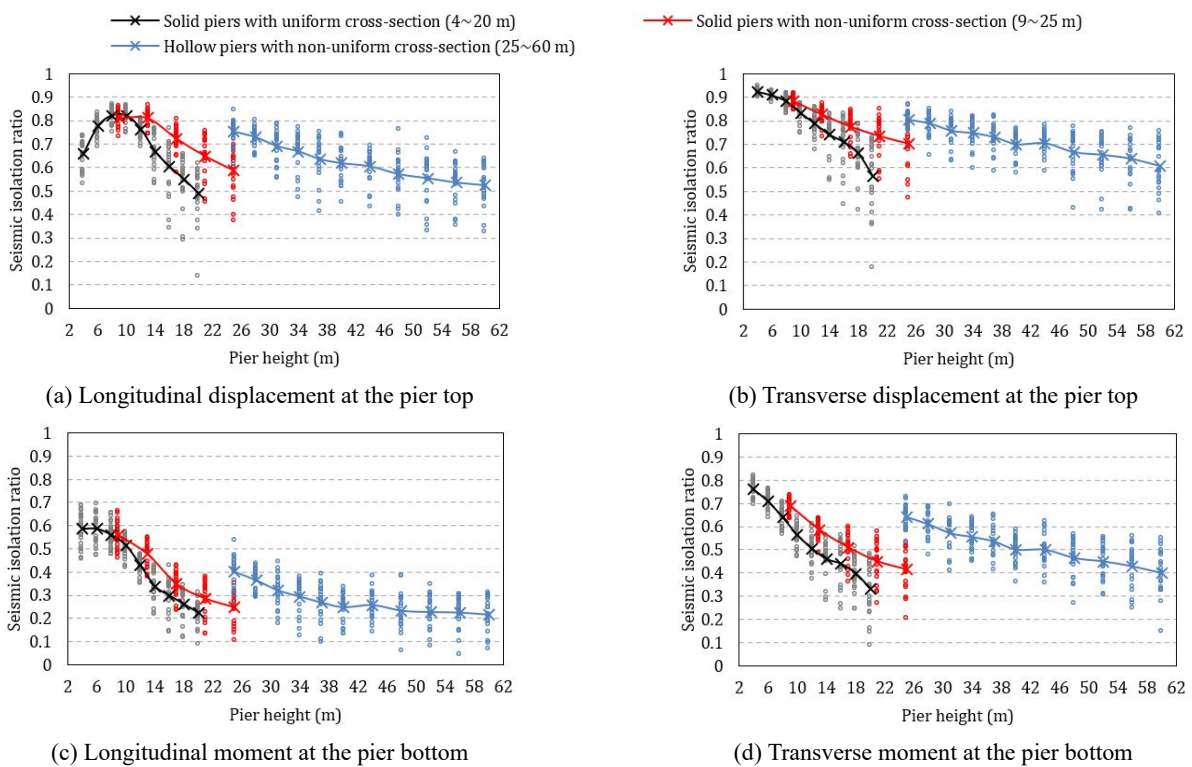 Solid piers with uniform cross-section (4~20 m)
Solid piers with non-uniform cross-section (9~25 m)
Hollow piers with non-uniform cross-section (25~60 m)
Seismic isolation ratio
1
0.9
0.8
0.7
0.6
0.5
0.4
0.3
0.2
0.1
0
2 6 10 14 18 22 26 30 34 38 42 46 50 54 58 62
Pier height (m)
(a) Longitudinal displacement at the pier top
Seismic isolation ratio
1
0.9
0.8
0.7
0.6
0.5
0.4
0.3
0.2
0.1
0
2 6 10 14 18 22 26 30 34 38 42 46 50 54 58 62
Pier height (m)
(b) Transverse displacement at the pier top
Seismic isolation ratio
1
0.9
0.8
0.7
0.6
0.5
0.4
0.3
0.2
0.1
0
2 6 10 14 18 22 26 30 34 38 42 46 50 54 58 62
Pier height (m)
(c) Longitudinal moment at the pier bottom
Seismic isolation ratio
1
0.9
0.8
0.7
0.6
0.5
0.4
0.3
0.2
0.1
0
2 6 10 14 18 22 26 30 34 38 42 46 50 54 58 62
Pier height (m)
(d) Transverse moment at the pier bottom